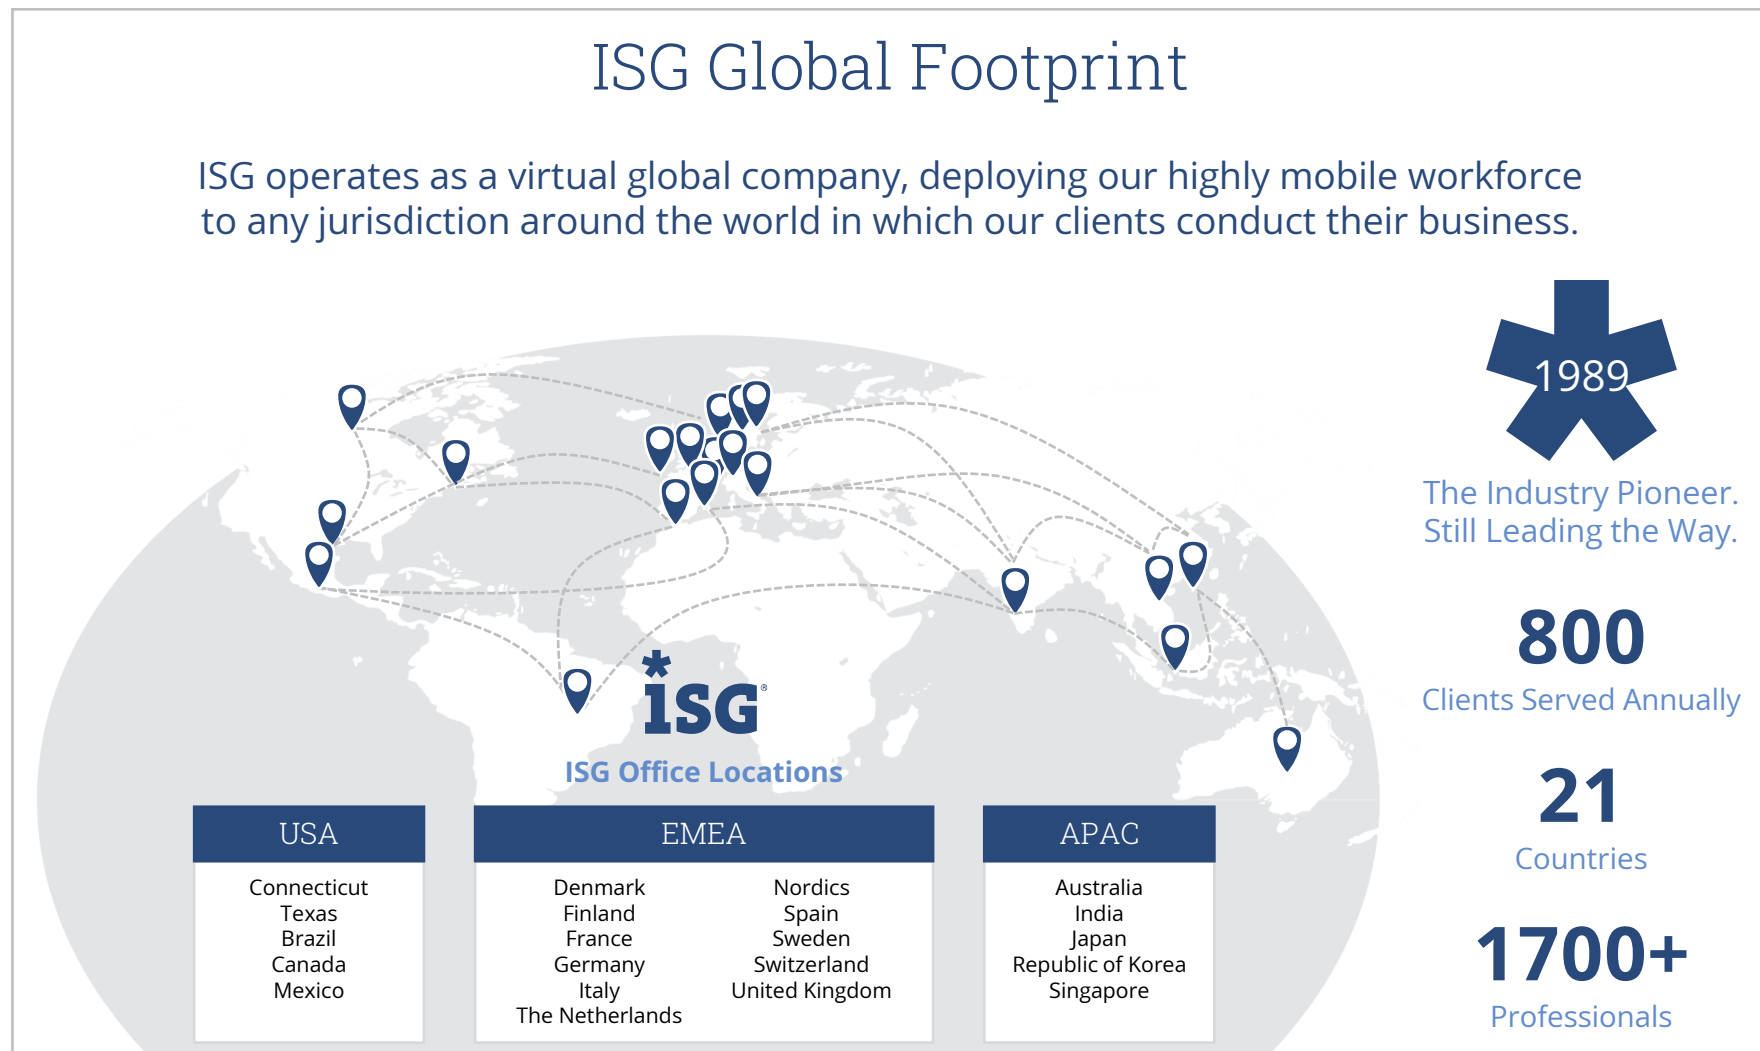 ISG Global Footprint
ISG operates as a virtual global company, deploying our highly mobile workforce
to any jurisdiction around the world in which our clients conduct their business.
1989
The Industry Pioneer.
Still Leading the Way.
800
Clients Served Annually
21
Countries
1700+
Professionals
ISG®
ISG Office Locations
USA
Connecticut
Texas
Brazil
Canada
Mexico
EMEA
Denmark
Finland
France
Germany
Italy
The Netherlands
Nordics
Spain
Sweden
Switzerland
United Kingdom
APAC
Australia
India
Japan
Republic of Korea
Singapore